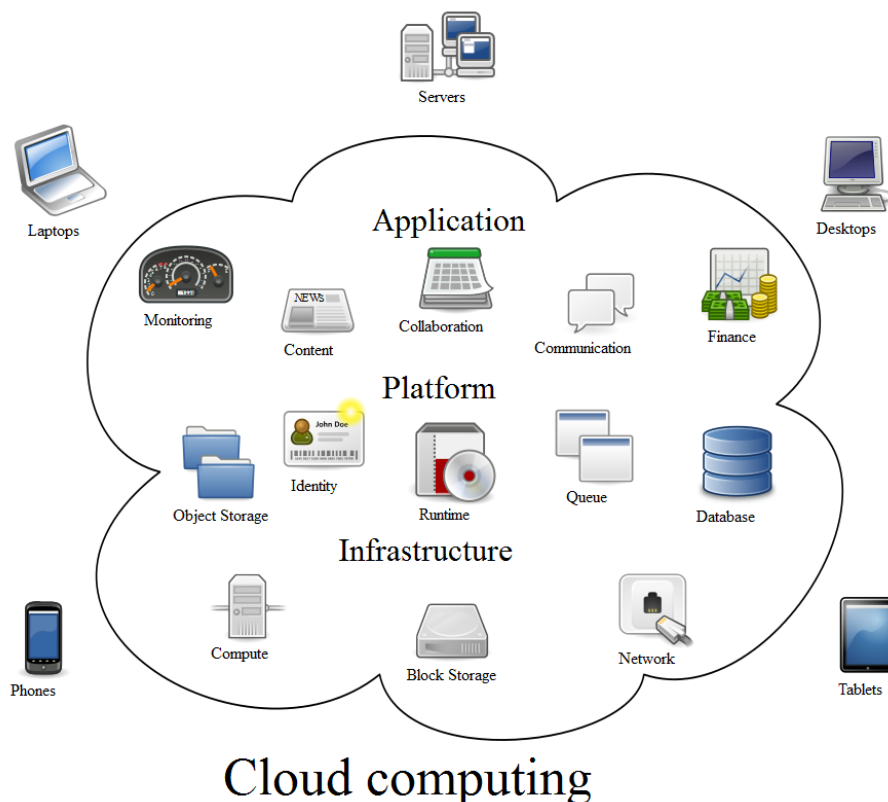 Servers
Laptops
Desktops
Application
Monitoring
NEWS
Content
Collaboration
Communication
Finance
Platform
John Doe
Object Storage
Identity
Runtime
Queue
Database
Infrastructure
Compute
Block Storage
Network
Phones
Tablets
Cloud computing